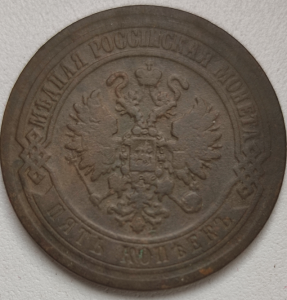 МѢДНАЯ РОССІЙСКАЯ МОНЕТА
ПЯТЬ КОПѢЕКЪ